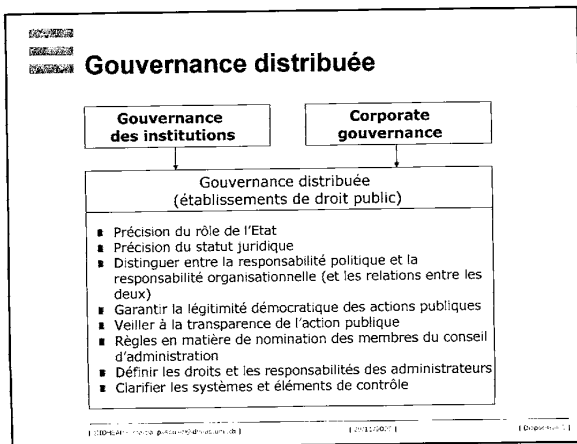 Gouvernance distribuée
Gouvernance
des institutions
Corporate
gouvernance
Gouvernance distribuée
(établissements de droit public)
Précision du rôle de l'Etat
Précision du statut juridique
Distinguer entre la responsabilité politique et la
responsabilité organisationnelle (et les relations entre les
deux)
Garantir la légitimité démocratique des actions publiques
Veiller à la transparence de l'action publique
Règles en matière de nomination des membres du conseil
d'administration
Définir les droits et les responsabilités des administrateurs
Clarifier les systèmes et éléments de contrôle